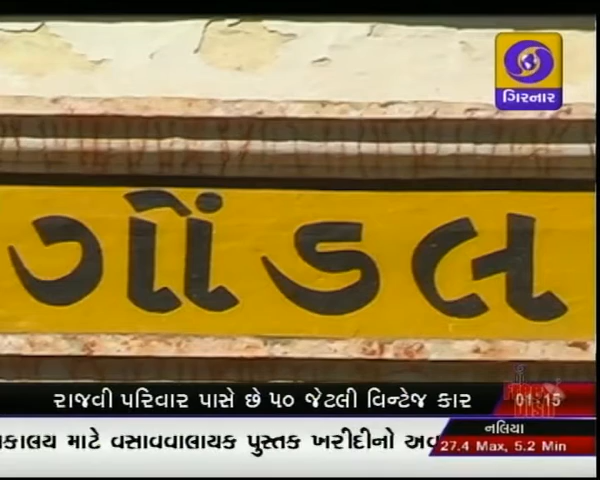 ગિરનાર
ગોંડલ
રાજવી પરિવાર પાસે છે ૫૦ જેટલી વિન્ટેજ કાર
01:15
નલિયા
કાલય માટે વસાવવાલાયક પુસ્તક ખરીદીનો અવ
27.4 Max, 5.2 Min